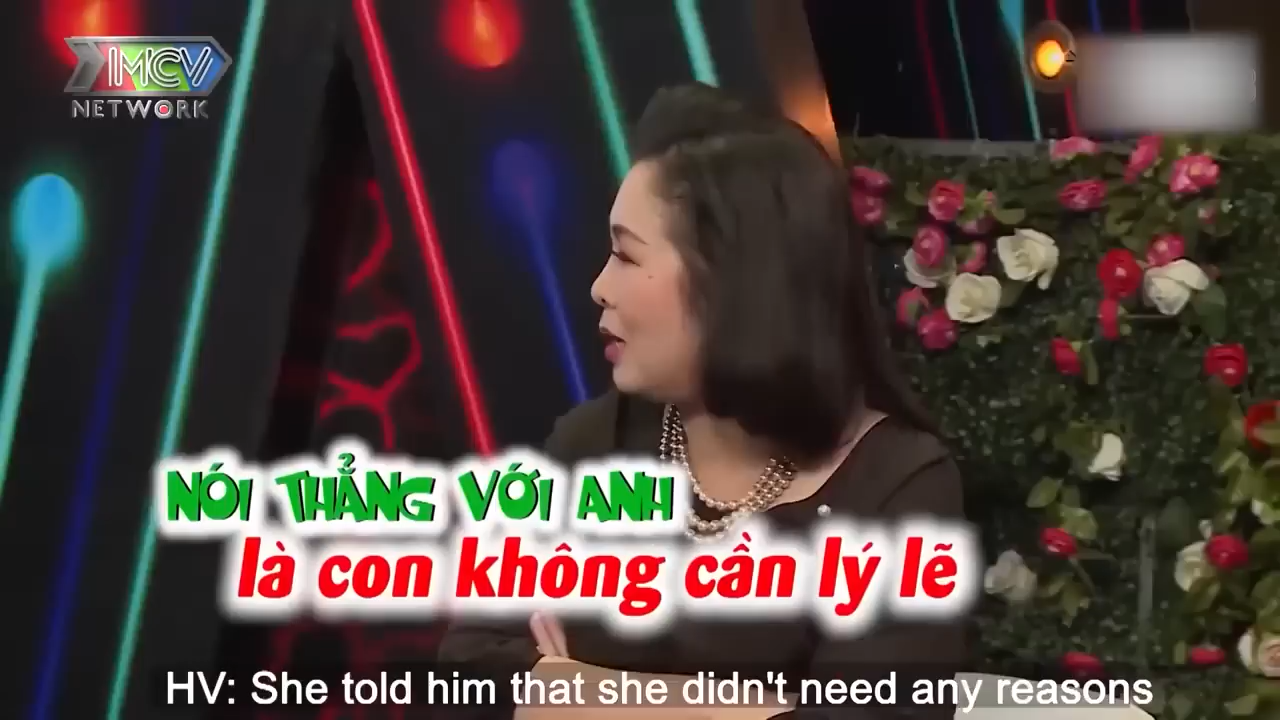 MCV
NETWORK
NÓI THẲNG VỚI ANH
là con không cần lý lẽ
HV: She told him that she didn't need any reasons